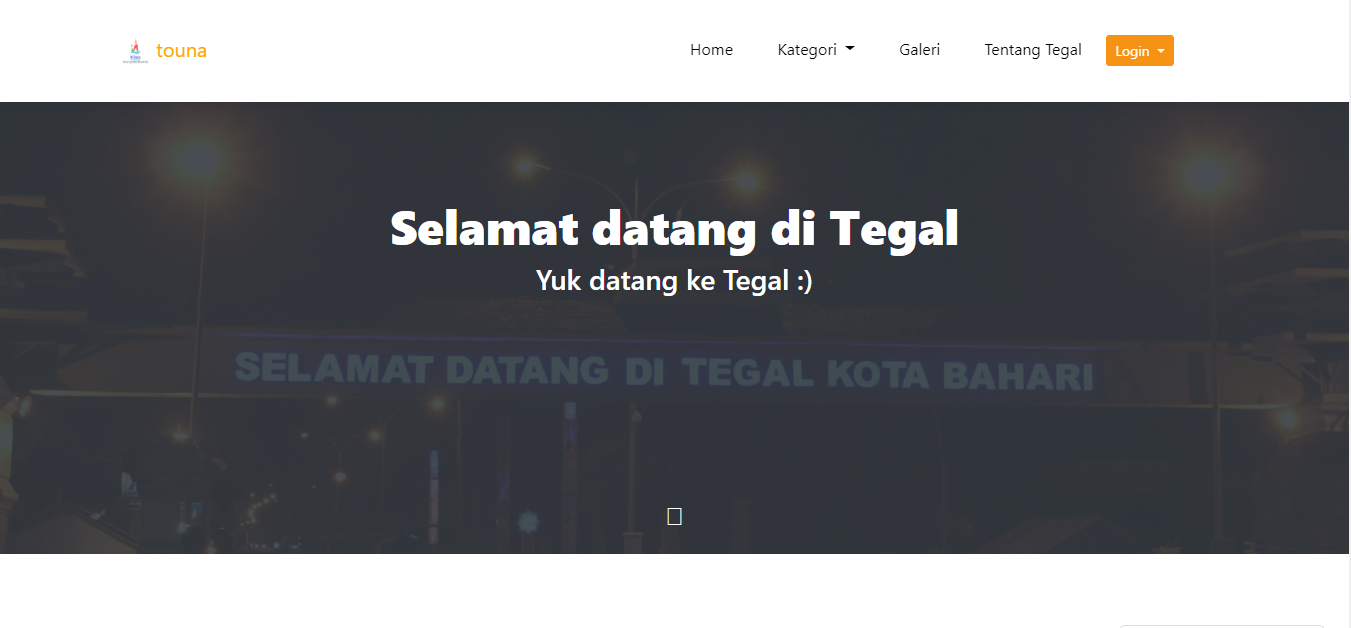 touna
Home
Kategori
Galeri
Tentang Tegal
Login
Selamat datang di Tegal
Yuk datang ke Tegal :)
SELAMAT DATANG DI TEGAL KOTA BAHARI